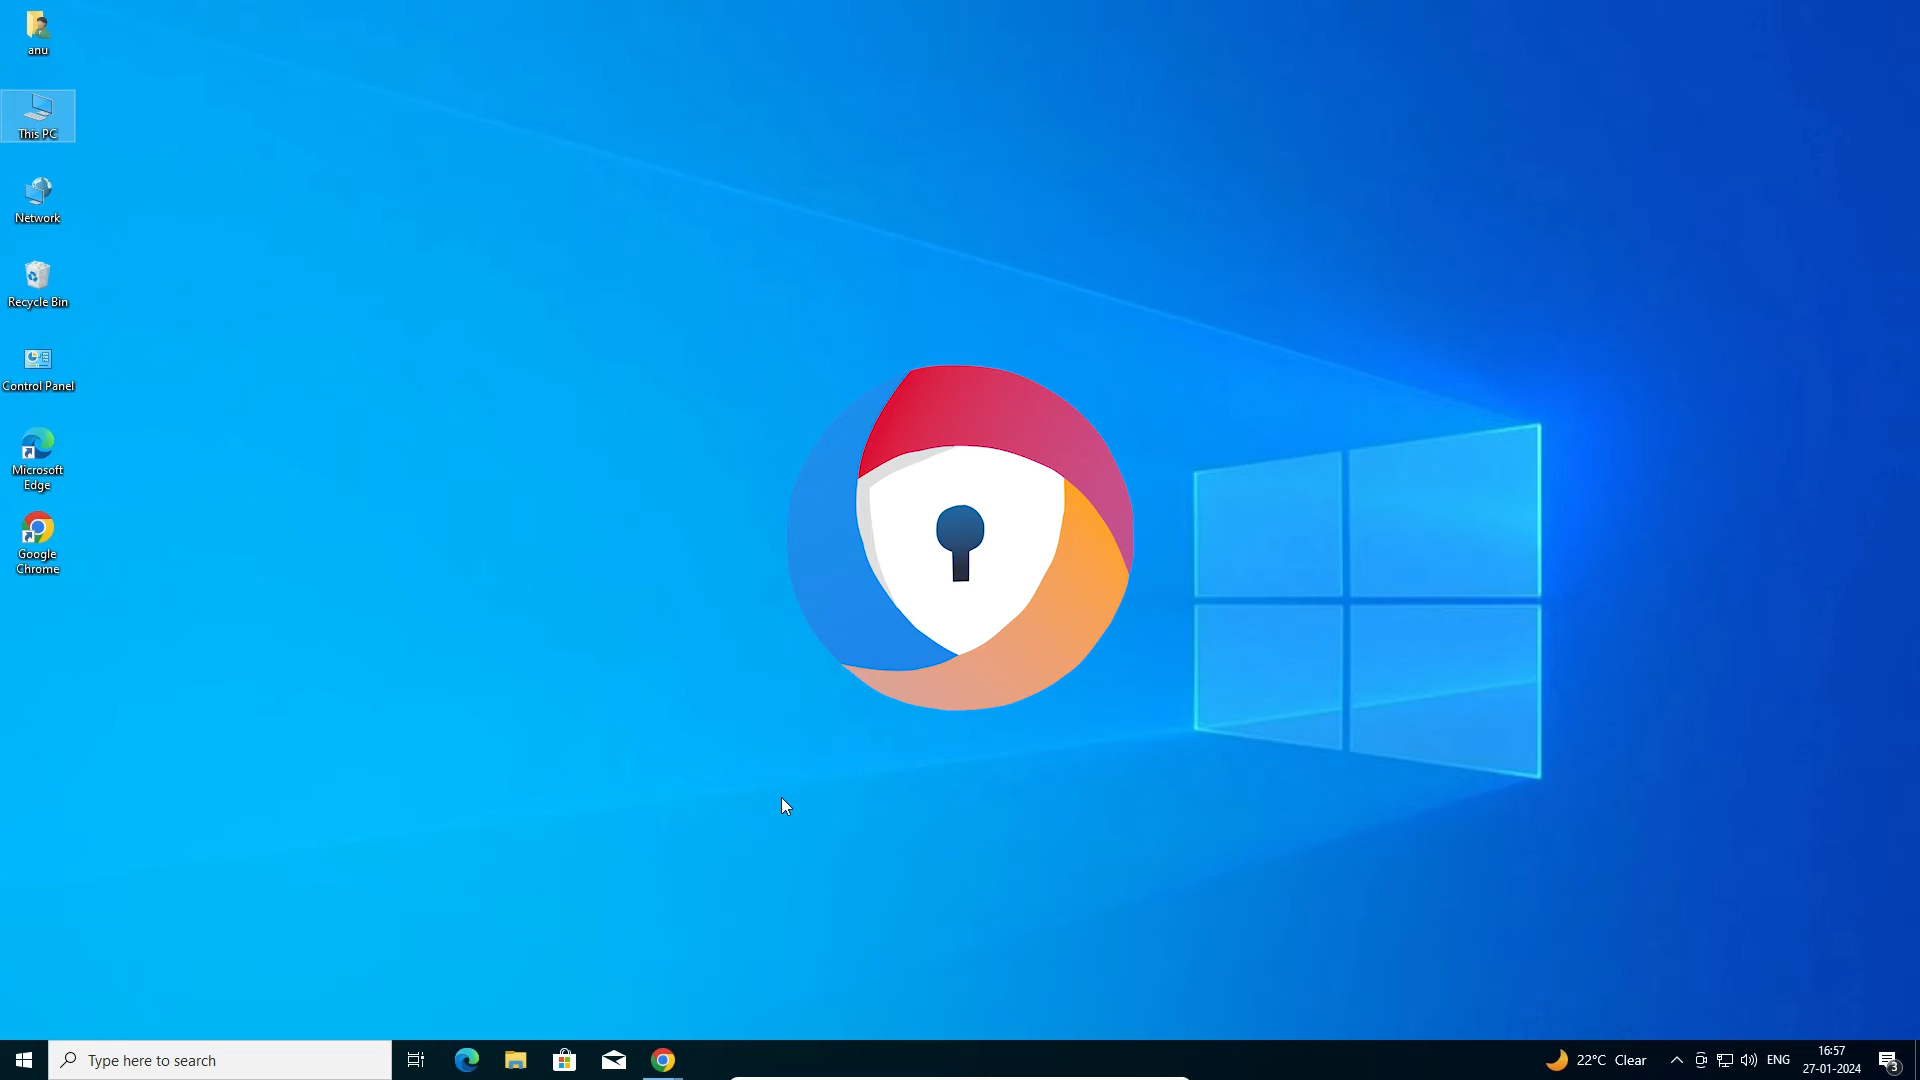 anu
This PC
Network
Recycle Bin
Control Panel
Microsoft
Edge
Google
Chrome
Type here to search
22°C Clear
ENG
16:57
27-01-2024
3